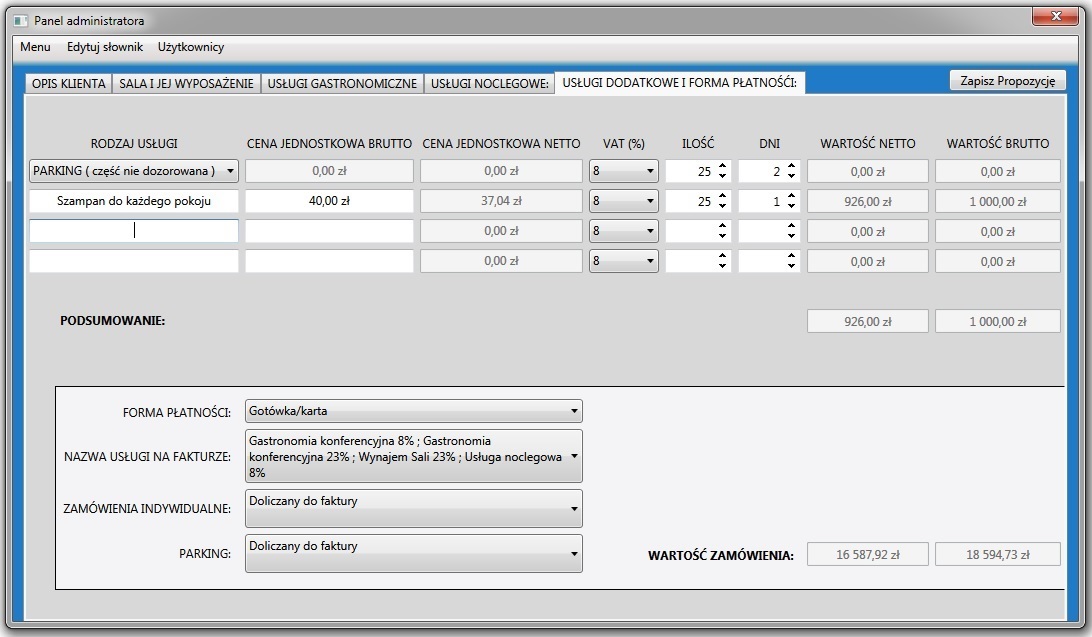 Panel administratora
Menu Edytuj słownik Użytkownicy
OPIS KLIENTA SALA I JEJ WYPOSAŻENIE USŁUGI GASTRONOMICZNE USŁUGI NOCLEGOWE: USŁUGI DODATKOWE I FORMA PŁATNOŚĆI: Zapisz Propozycję
RODZAJ USŁUGI CENA JEDNOSTKOWA BRUTTO CENA JEDNOSTKOWA NETTO VAT (%) ILOŚĆ DNI WARTOŚĆ NETTO WARTOŚĆ BRUTTO
PARKING ( część nie dozorowana ) 0,00 zł 0,00 zł 8 25 2 0,00 zł 0,00 zł
Szampan do każdego pokoju 40,00 zł 37,04 zł 8 25 1 926,00 zł 1 000,00 zł
0,00 zł 8 0,00 zł 0,00 zł
0,00 zł 8 0,00 zł 0,00 zł
PODSUMOWANIE: 926,00 zł 1 000,00 zł
FORMA PŁATNOŚCI: Gotówka/karta
NAZWA USŁUGI NA FAKTURZE: Gastronomia konferencyjna 8% ; Gastronomia
konferencyjna 23% ; Wynajem Sali 23% ; Usługa noclegowa
8%
ZAMÓWIENIA INDYWIDUALNE: Doliczany do faktury
PARKING: Doliczany do faktury
WARTOŚĆ ZAMÓWIENIA: 16 587,92 zł 18 594,73 zł